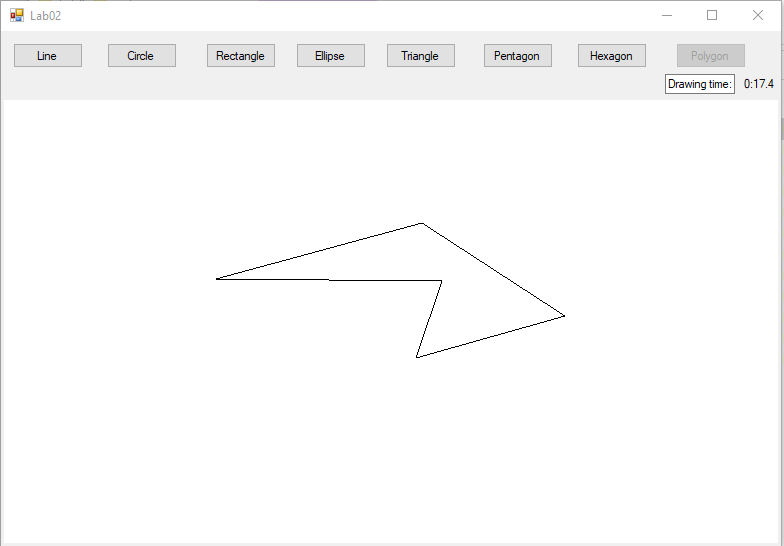 Lab02
Line Circle Rectangle Ellipse Triangle Pentagon Hexagon Polygon
Drawing time: 0:17.4